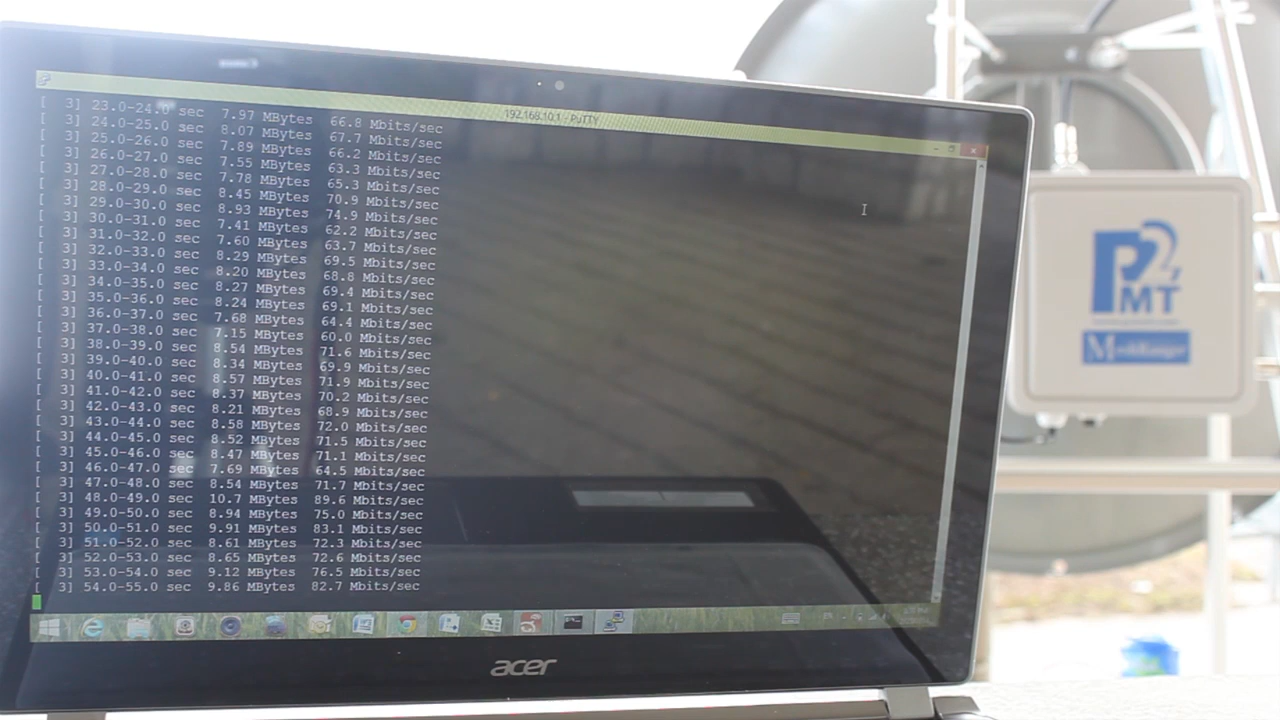 192.168.10.1 - PuTTY
[ 3] 23.0-24.0 sec 7.97 MBytes 66.8 Mbits/sec
[ 3] 24.0-25.0 sec 8.07 MBytes 67.7 Mbits/sec
[ 3] 25.0-26.0 sec 7.89 MBytes 66.2 Mbits/sec
[ 3] 26.0-27.0 sec 7.55 MBytes 63.3 Mbits/sec
[ 3] 27.0-28.0 sec 7.78 MBytes 65.3 Mbits/sec
[ 3] 28.0-29.0 sec 8.45 MBytes 70.9 Mbits/sec
[ 3] 29.0-30.0 sec 8.93 MBytes 74.9 Mbits/sec
[ 3] 30.0-31.0 sec 7.41 MBytes 62.2 Mbits/sec
[ 3] 31.0-32.0 sec 7.60 MBytes 63.7 Mbits/sec
[ 3] 32.0-33.0 sec 8.29 MBytes 69.5 Mbits/sec
[ 3] 33.0-34.0 sec 8.20 MBytes 68.8 Mbits/sec
[ 3] 34.0-35.0 sec 8.27 MBytes 69.4 Mbits/sec
[ 3] 35.0-36.0 sec 8.24 MBytes 69.1 Mbits/sec
[ 3] 36.0-37.0 sec 7.68 MBytes 64.4 Mbits/sec
[ 3] 37.0-38.0 sec 7.15 MBytes 60.0 Mbits/sec
[ 3] 38.0-39.0 sec 8.54 MBytes 71.6 Mbits/sec
[ 3] 39.0-40.0 sec 8.34 MBytes 69.9 Mbits/sec
[ 3] 40.0-41.0 sec 8.57 MBytes 71.9 Mbits/sec
[ 3] 41.0-42.0 sec 8.37 MBytes 70.2 Mbits/sec
[ 3] 42.0-43.0 sec 8.21 MBytes 68.9 Mbits/sec
[ 3] 43.0-44.0 sec 8.58 MBytes 72.0 Mbits/sec
[ 3] 44.0-45.0 sec 8.52 MBytes 71.5 Mbits/sec
[ 3] 45.0-46.0 sec 8.47 MBytes 71.1 Mbits/sec
[ 3] 46.0-47.0 sec 7.69 MBytes 64.5 Mbits/sec
[ 3] 47.0-48.0 sec 8.54 MBytes 71.7 Mbits/sec
[ 3] 48.0-49.0 sec 10.7 MBytes 89.6 Mbits/sec
[ 3] 49.0-50.0 sec 8.94 MBytes 75.0 Mbits/sec
[ 3] 50.0-51.0 sec 9.91 MBytes 83.1 Mbits/sec
[ 3] 51.0-52.0 sec 8.61 MBytes 72.3 Mbits/sec
[ 3] 52.0-53.0 sec 8.65 MBytes 72.6 Mbits/sec
[ 3] 53.0-54.0 sec 9.12 MBytes 76.5 Mbits/sec
[ 3] 54.0-55.0 sec 9.86 MBytes 82.7 Mbits/sec
acer
P2
MT
MeshRanger